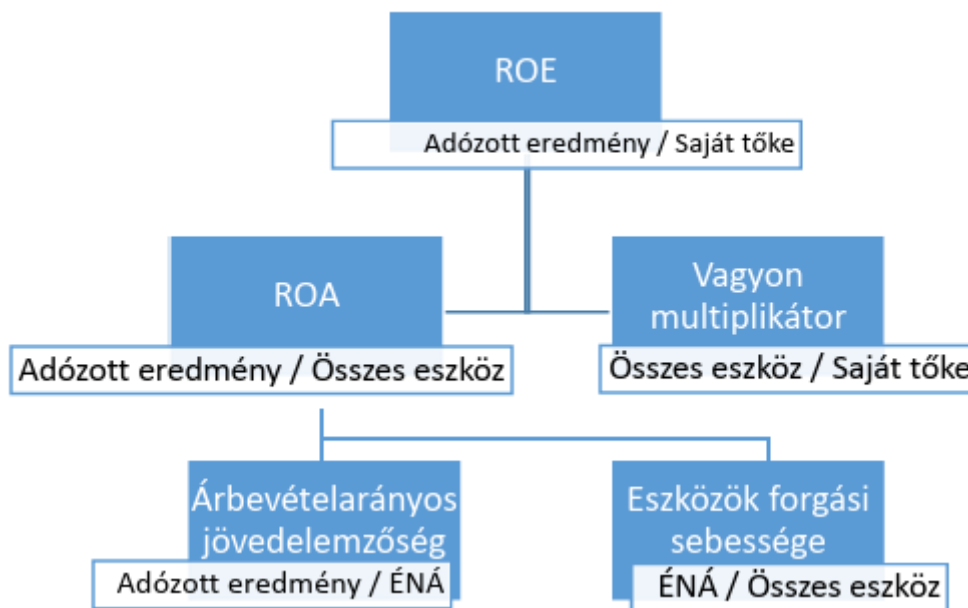 ROE
Adózott eredmény / Saját tőke
ROA
Vagyon
multiplikátor
Adózott eredmény / Összes eszköz
Összes eszköz / Saját tőke
Árbevételarányos
jövedelemzőség
Adózott eredmény / ÉNÁ
Eszközök forgási
sebessége
ÉNÁ / Összes eszköz